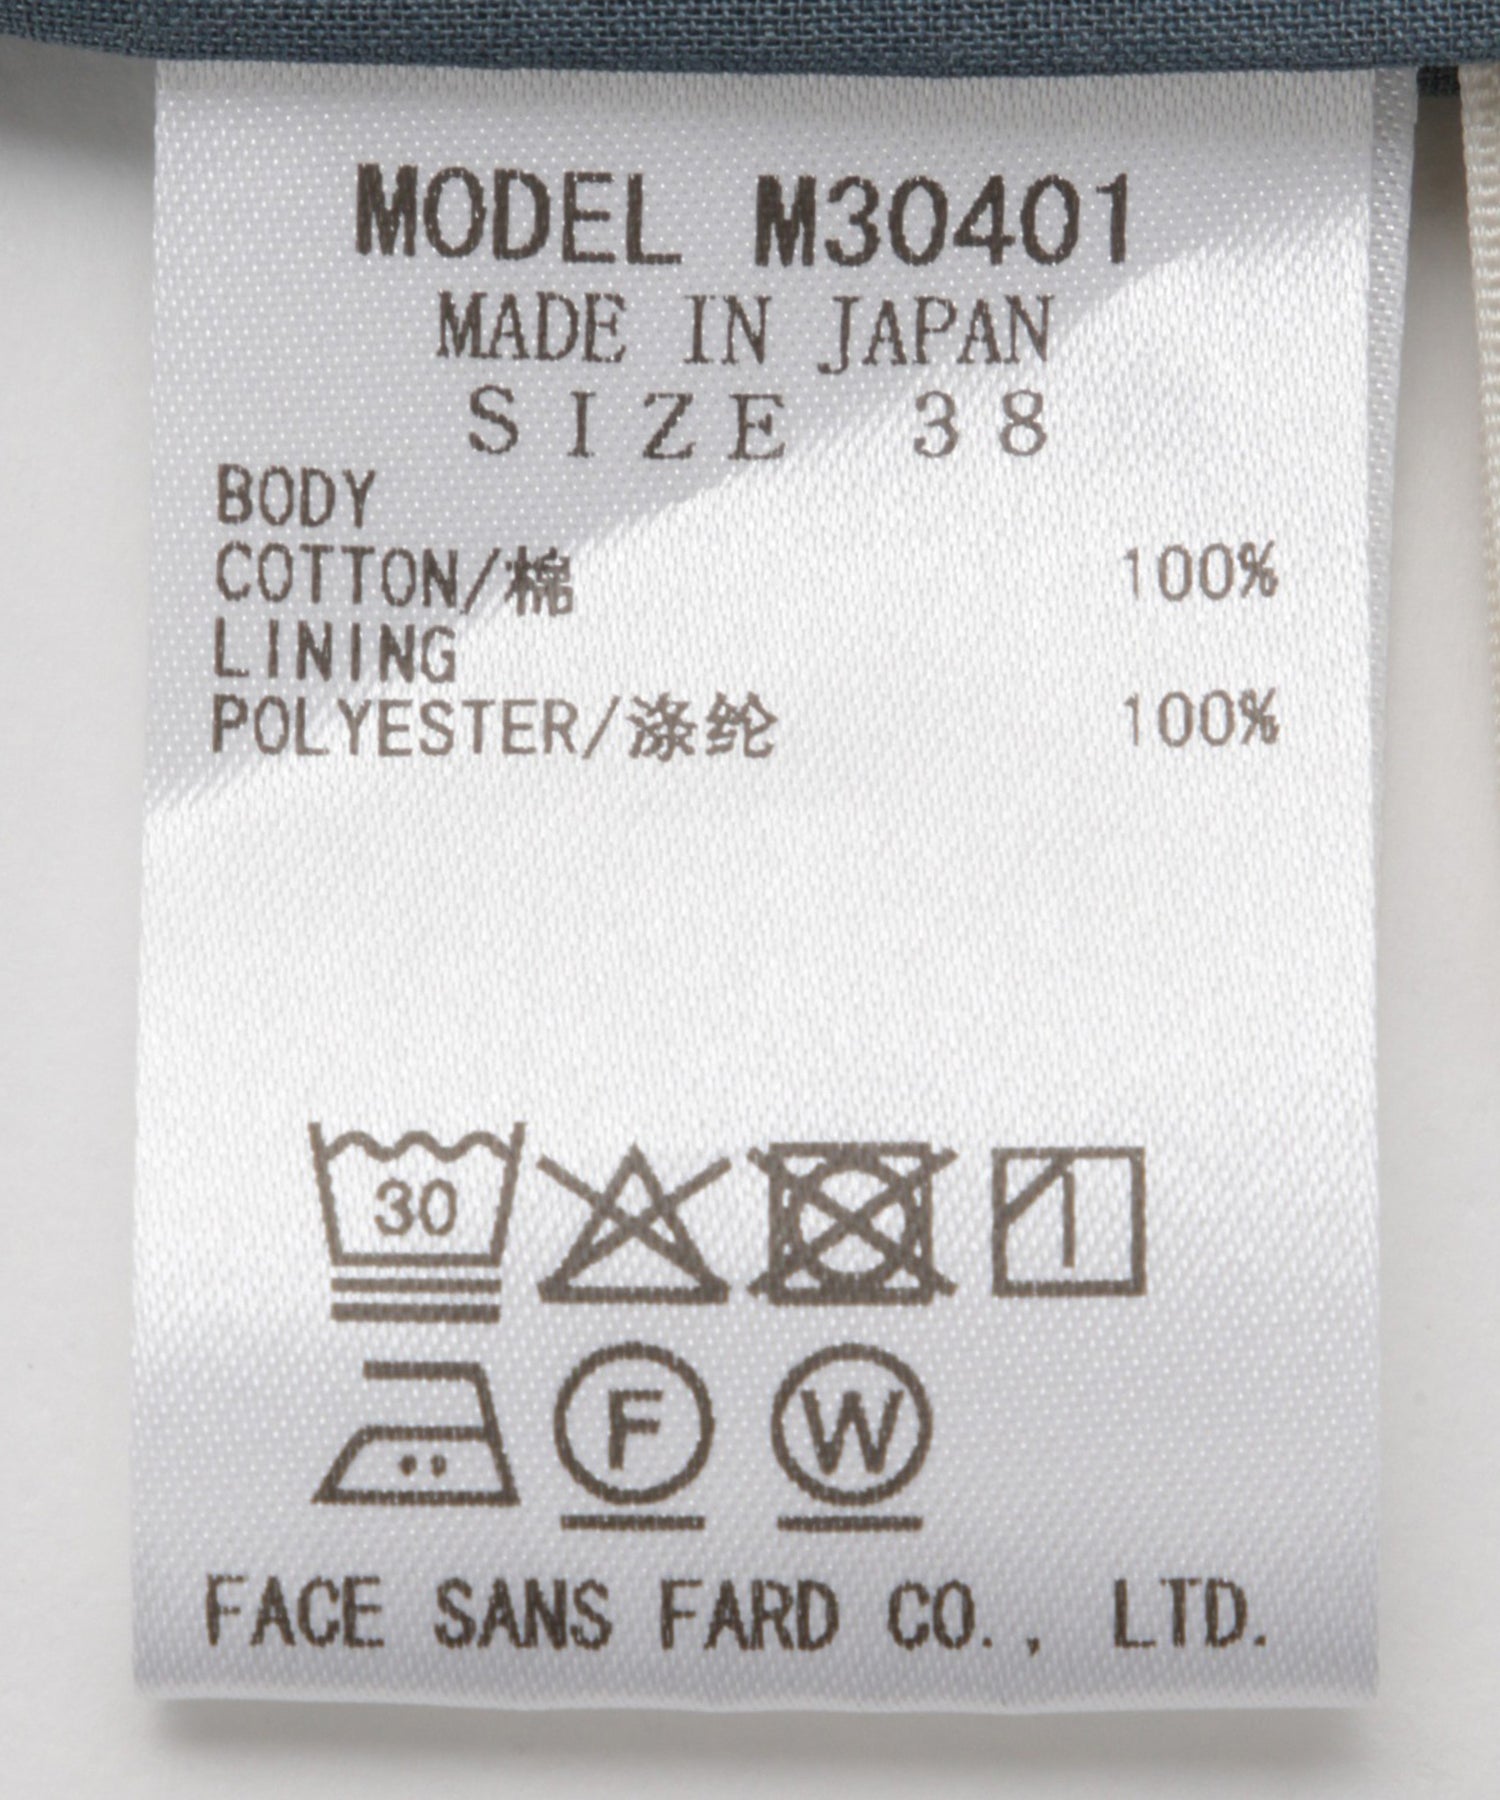 MODEL M30401
MADE IN JAPAN
SIZE 38
BODY
COTTON/棉 100%
LINING
POLYESTER/涤纶 100%
30
F W
FACE SANS FARD CO., LTD.